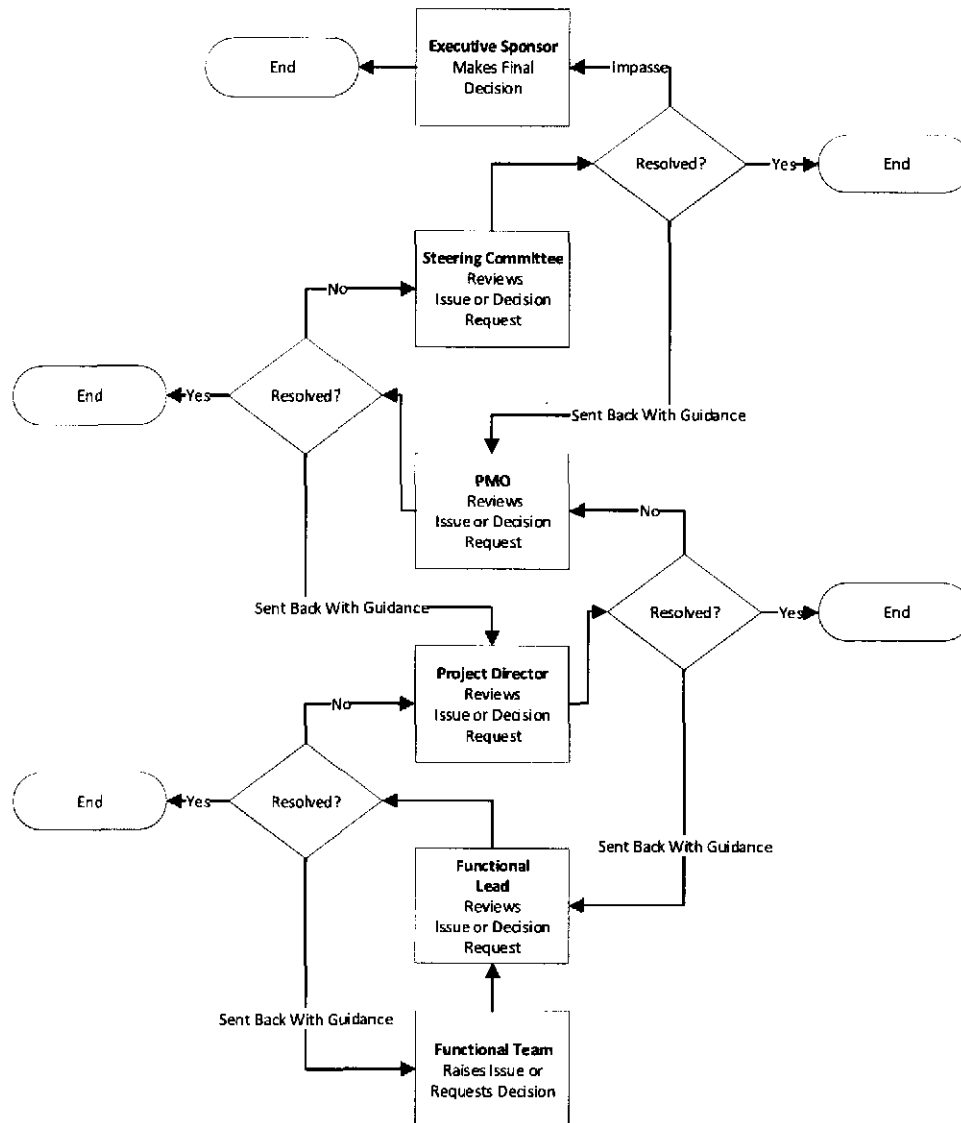 Executive Sponsor
Makes Final
Decision
End
impasse
Resolved?
Yes
End
Steering Committee
Reviews
Issue or Decision
Request
No
End
Yes
Resolved?
Sent Back With Guidance
PMO
Reviews
Issue or Decision
Request
No
Resolved?
Yes
End
Sent Back With Guidance
Project Director
Reviews
Issue or Decision
Request
No
End
Yes
Resolved?
Sent Back With Guidance
Functional
Lead
Reviews
Issue or Decision
Request
Sent Back With Guidance
Functional Team
Raises Issue or
Requests Decision